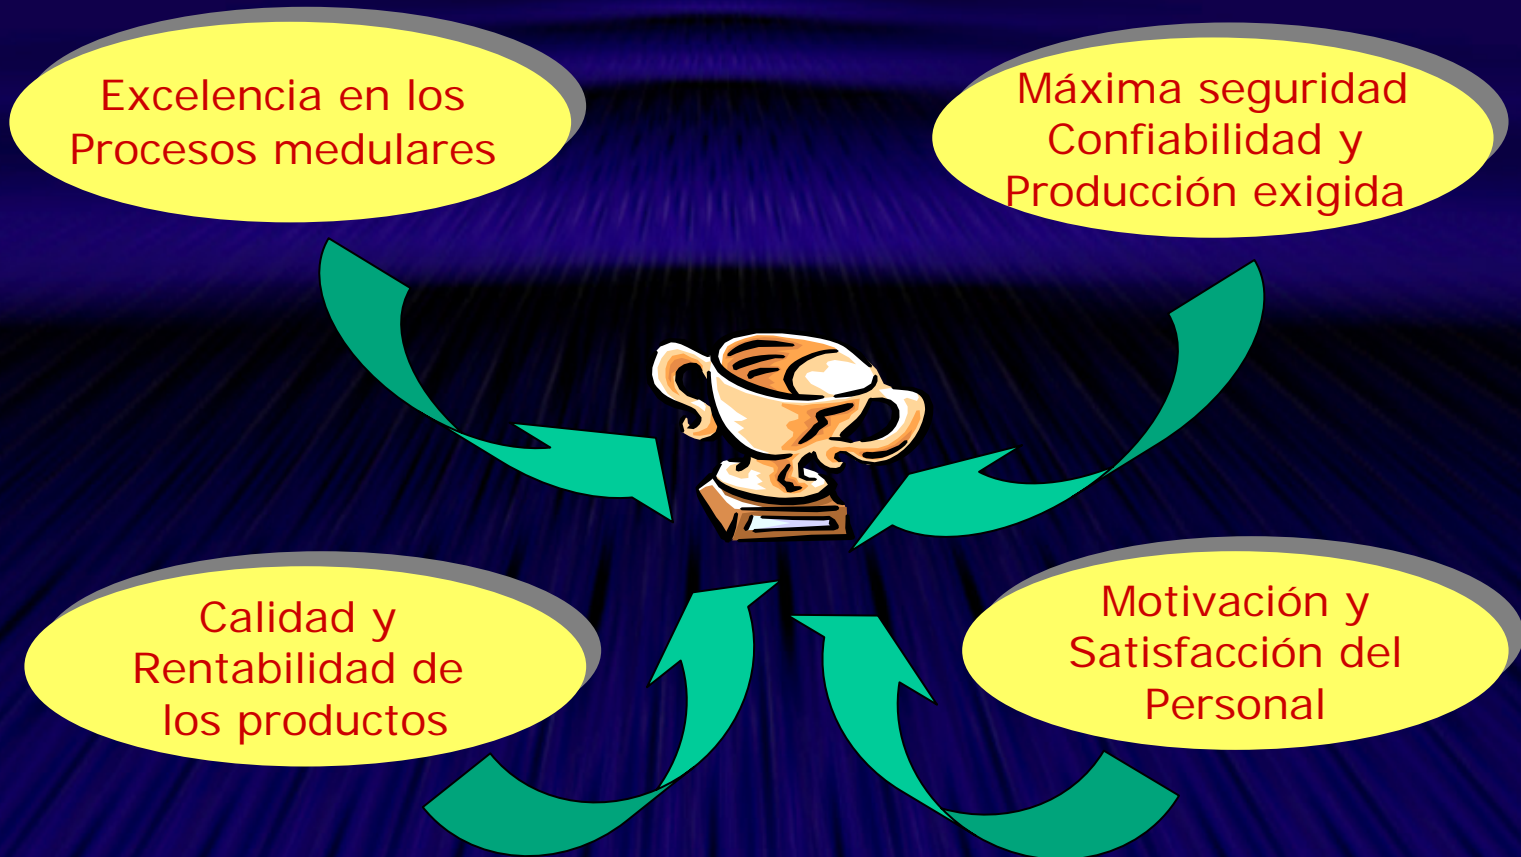 Excelencia en los
Procesos medulares
Máxima seguridad
Confiabilidad y
Producción exigida
Calidad y
Rentabilidad de
los productos
Motivación y
Satisfacción del
Personal